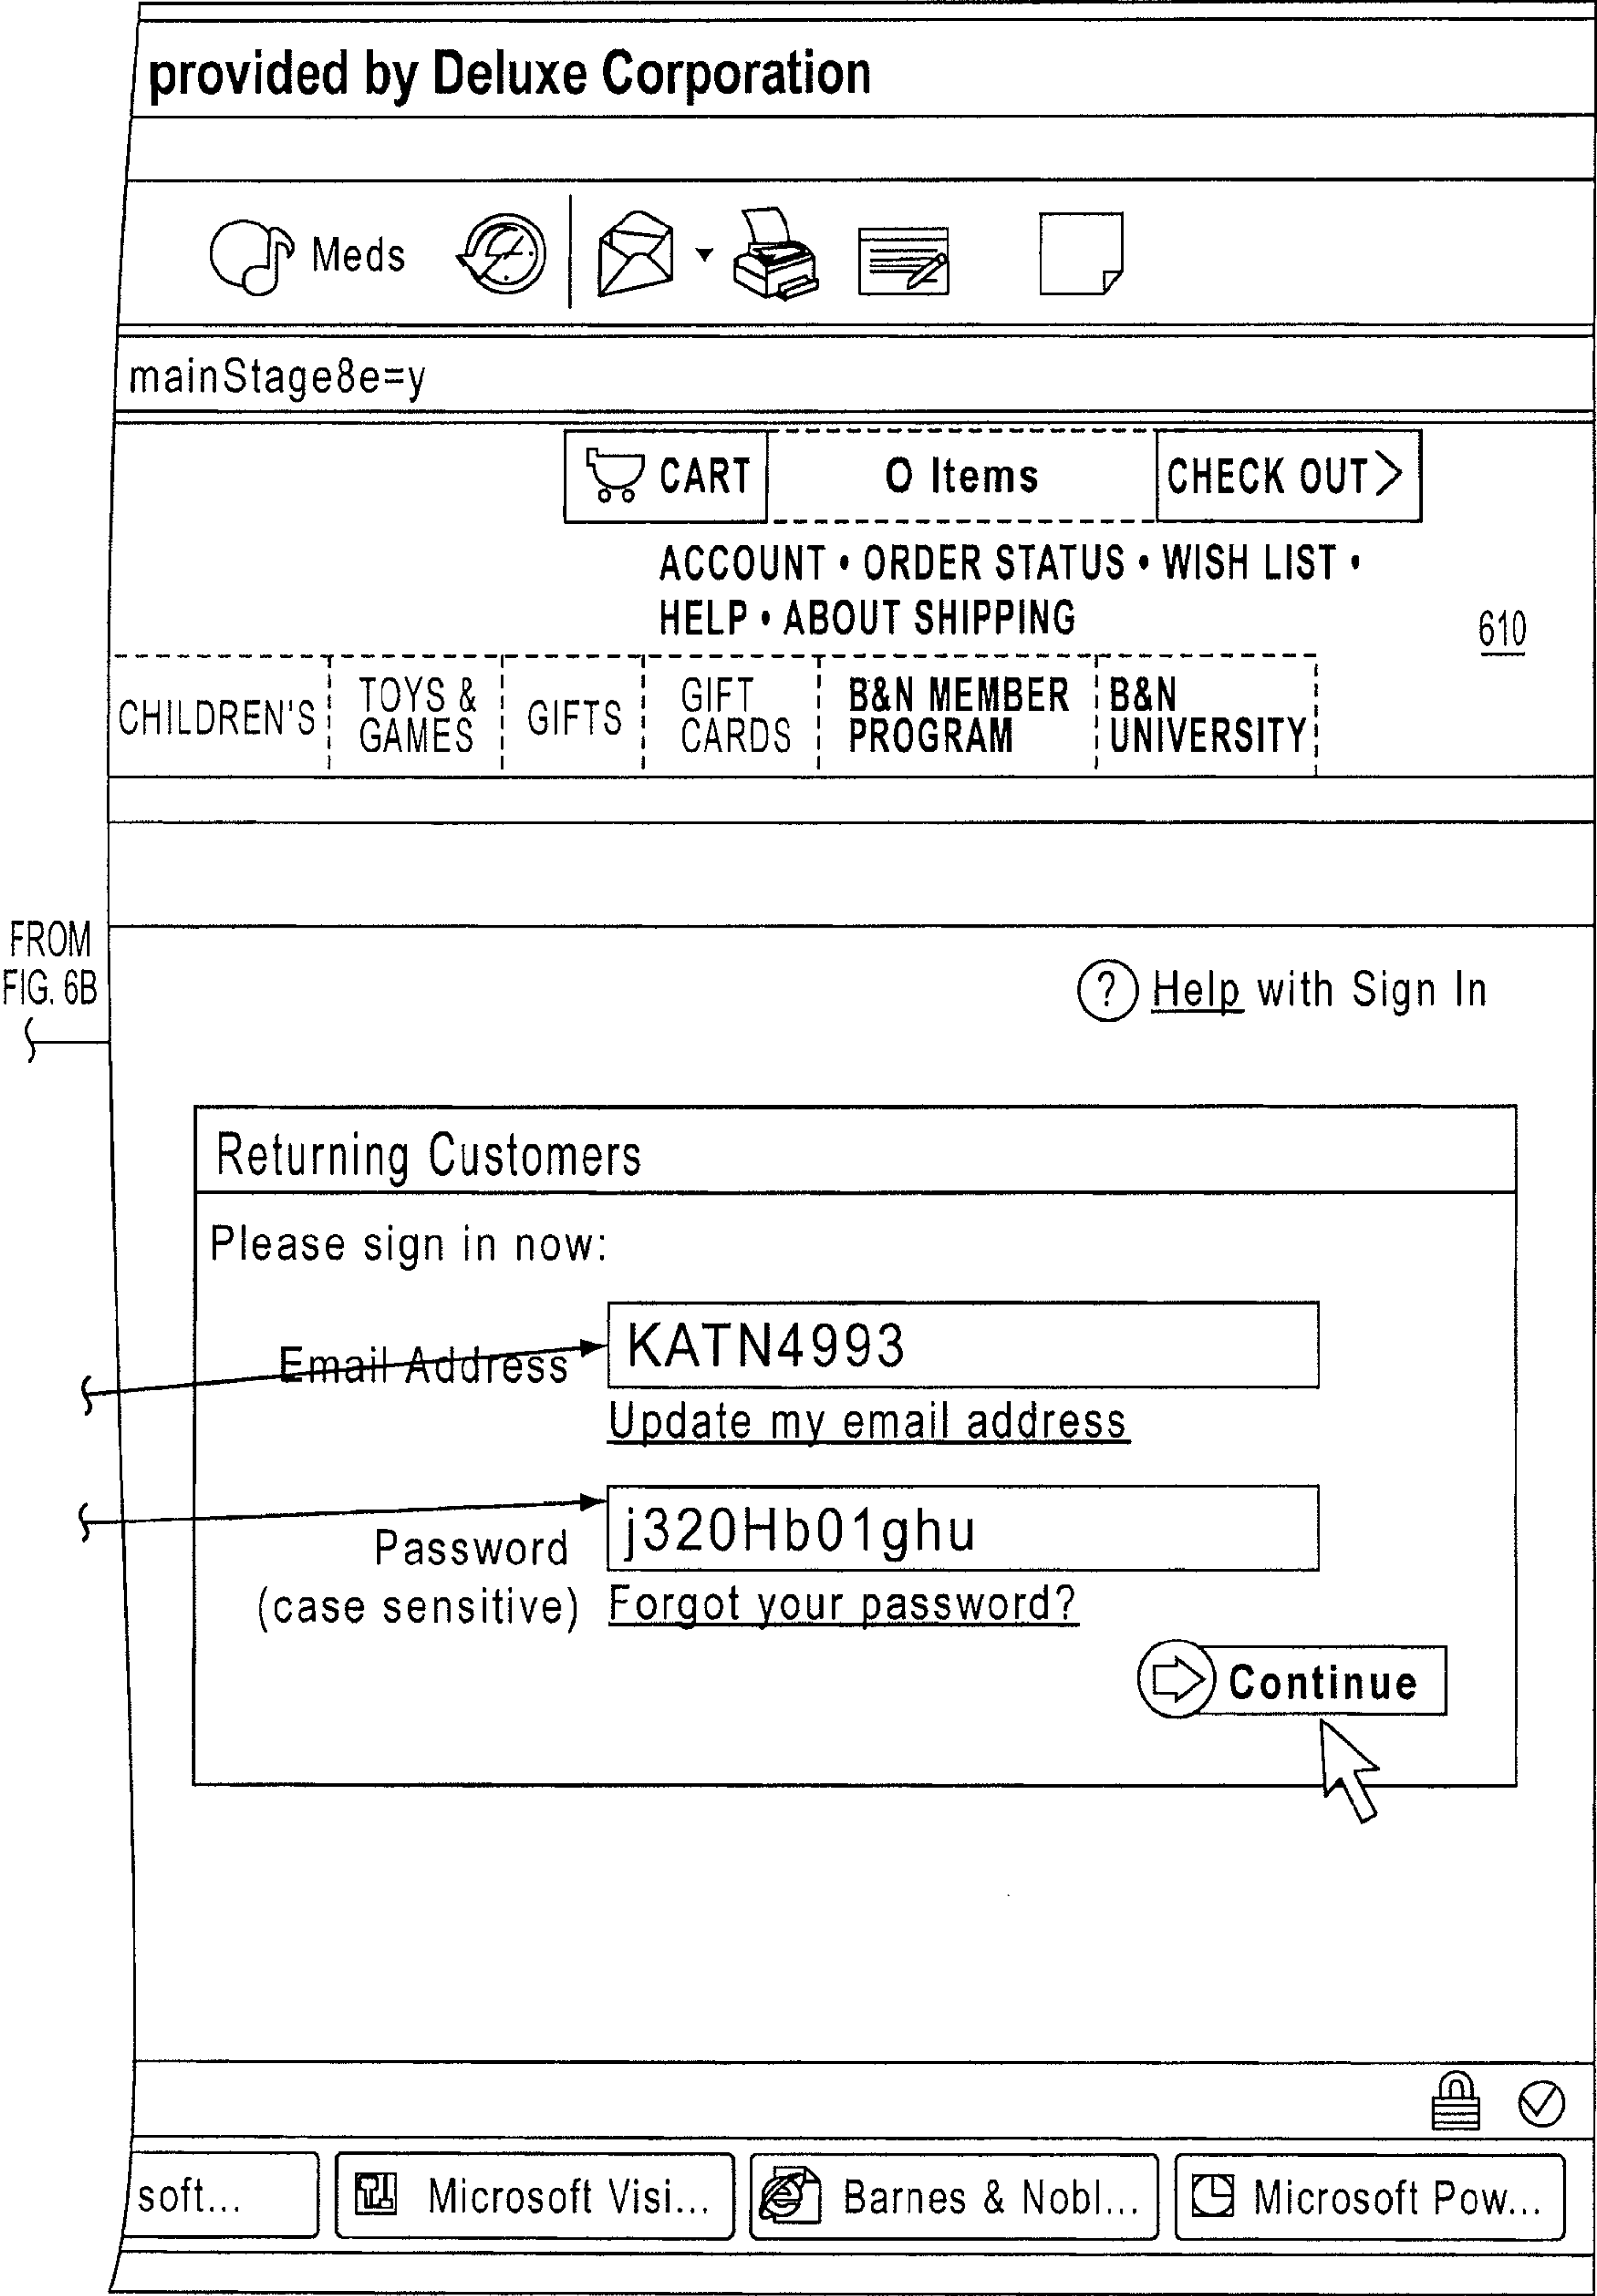 provided by Deluxe Corporation
Meds
mainStage8e=y
CART
0 Items
CHECK OUT
ACCOUNT • ORDER STATUS • WISH LIST •
HELP • ABOUT SHIPPING
610
CHILDREN'S
TOYS &
GAMES
GIFTS
GIFT
CARDS
B&N MEMBER
PROGRAM
B&N
UNIVERSITY
FROM
FIG. 6B
? Help with Sign In
Returning Customers
Please sign in now:
Email Address
KATN4993
Update my email address
j320Hb01ghu
Password
(case sensitive)
Forgot your password?
Continue
soft...
Microsoft Visi...
Barnes & Nobl...
Microsoft Pow...